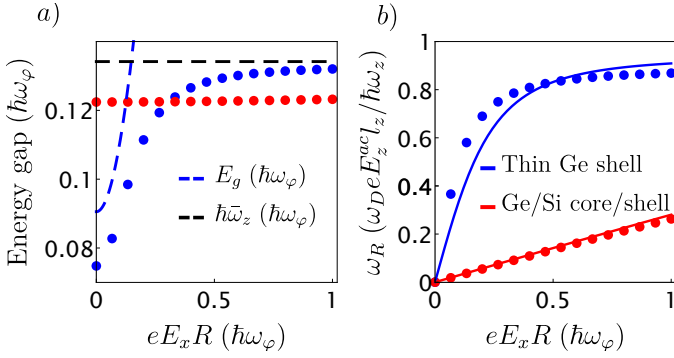 a)
Energy gap (ħω_φ)
0.12
0.1
0.08
E_g (ħω_φ)
ħω̄_z (ħω_φ)
0
0.5
1
eE_xR (ħω_φ)
b)
ω_R (ω_D eE_z^{ac} l_z/ħω_z)
1
0.8
0.6
0.4
0.2
0
Thin Ge shell
Ge/Si core/shell
0
0.5
1
eE_xR (ħω_φ)